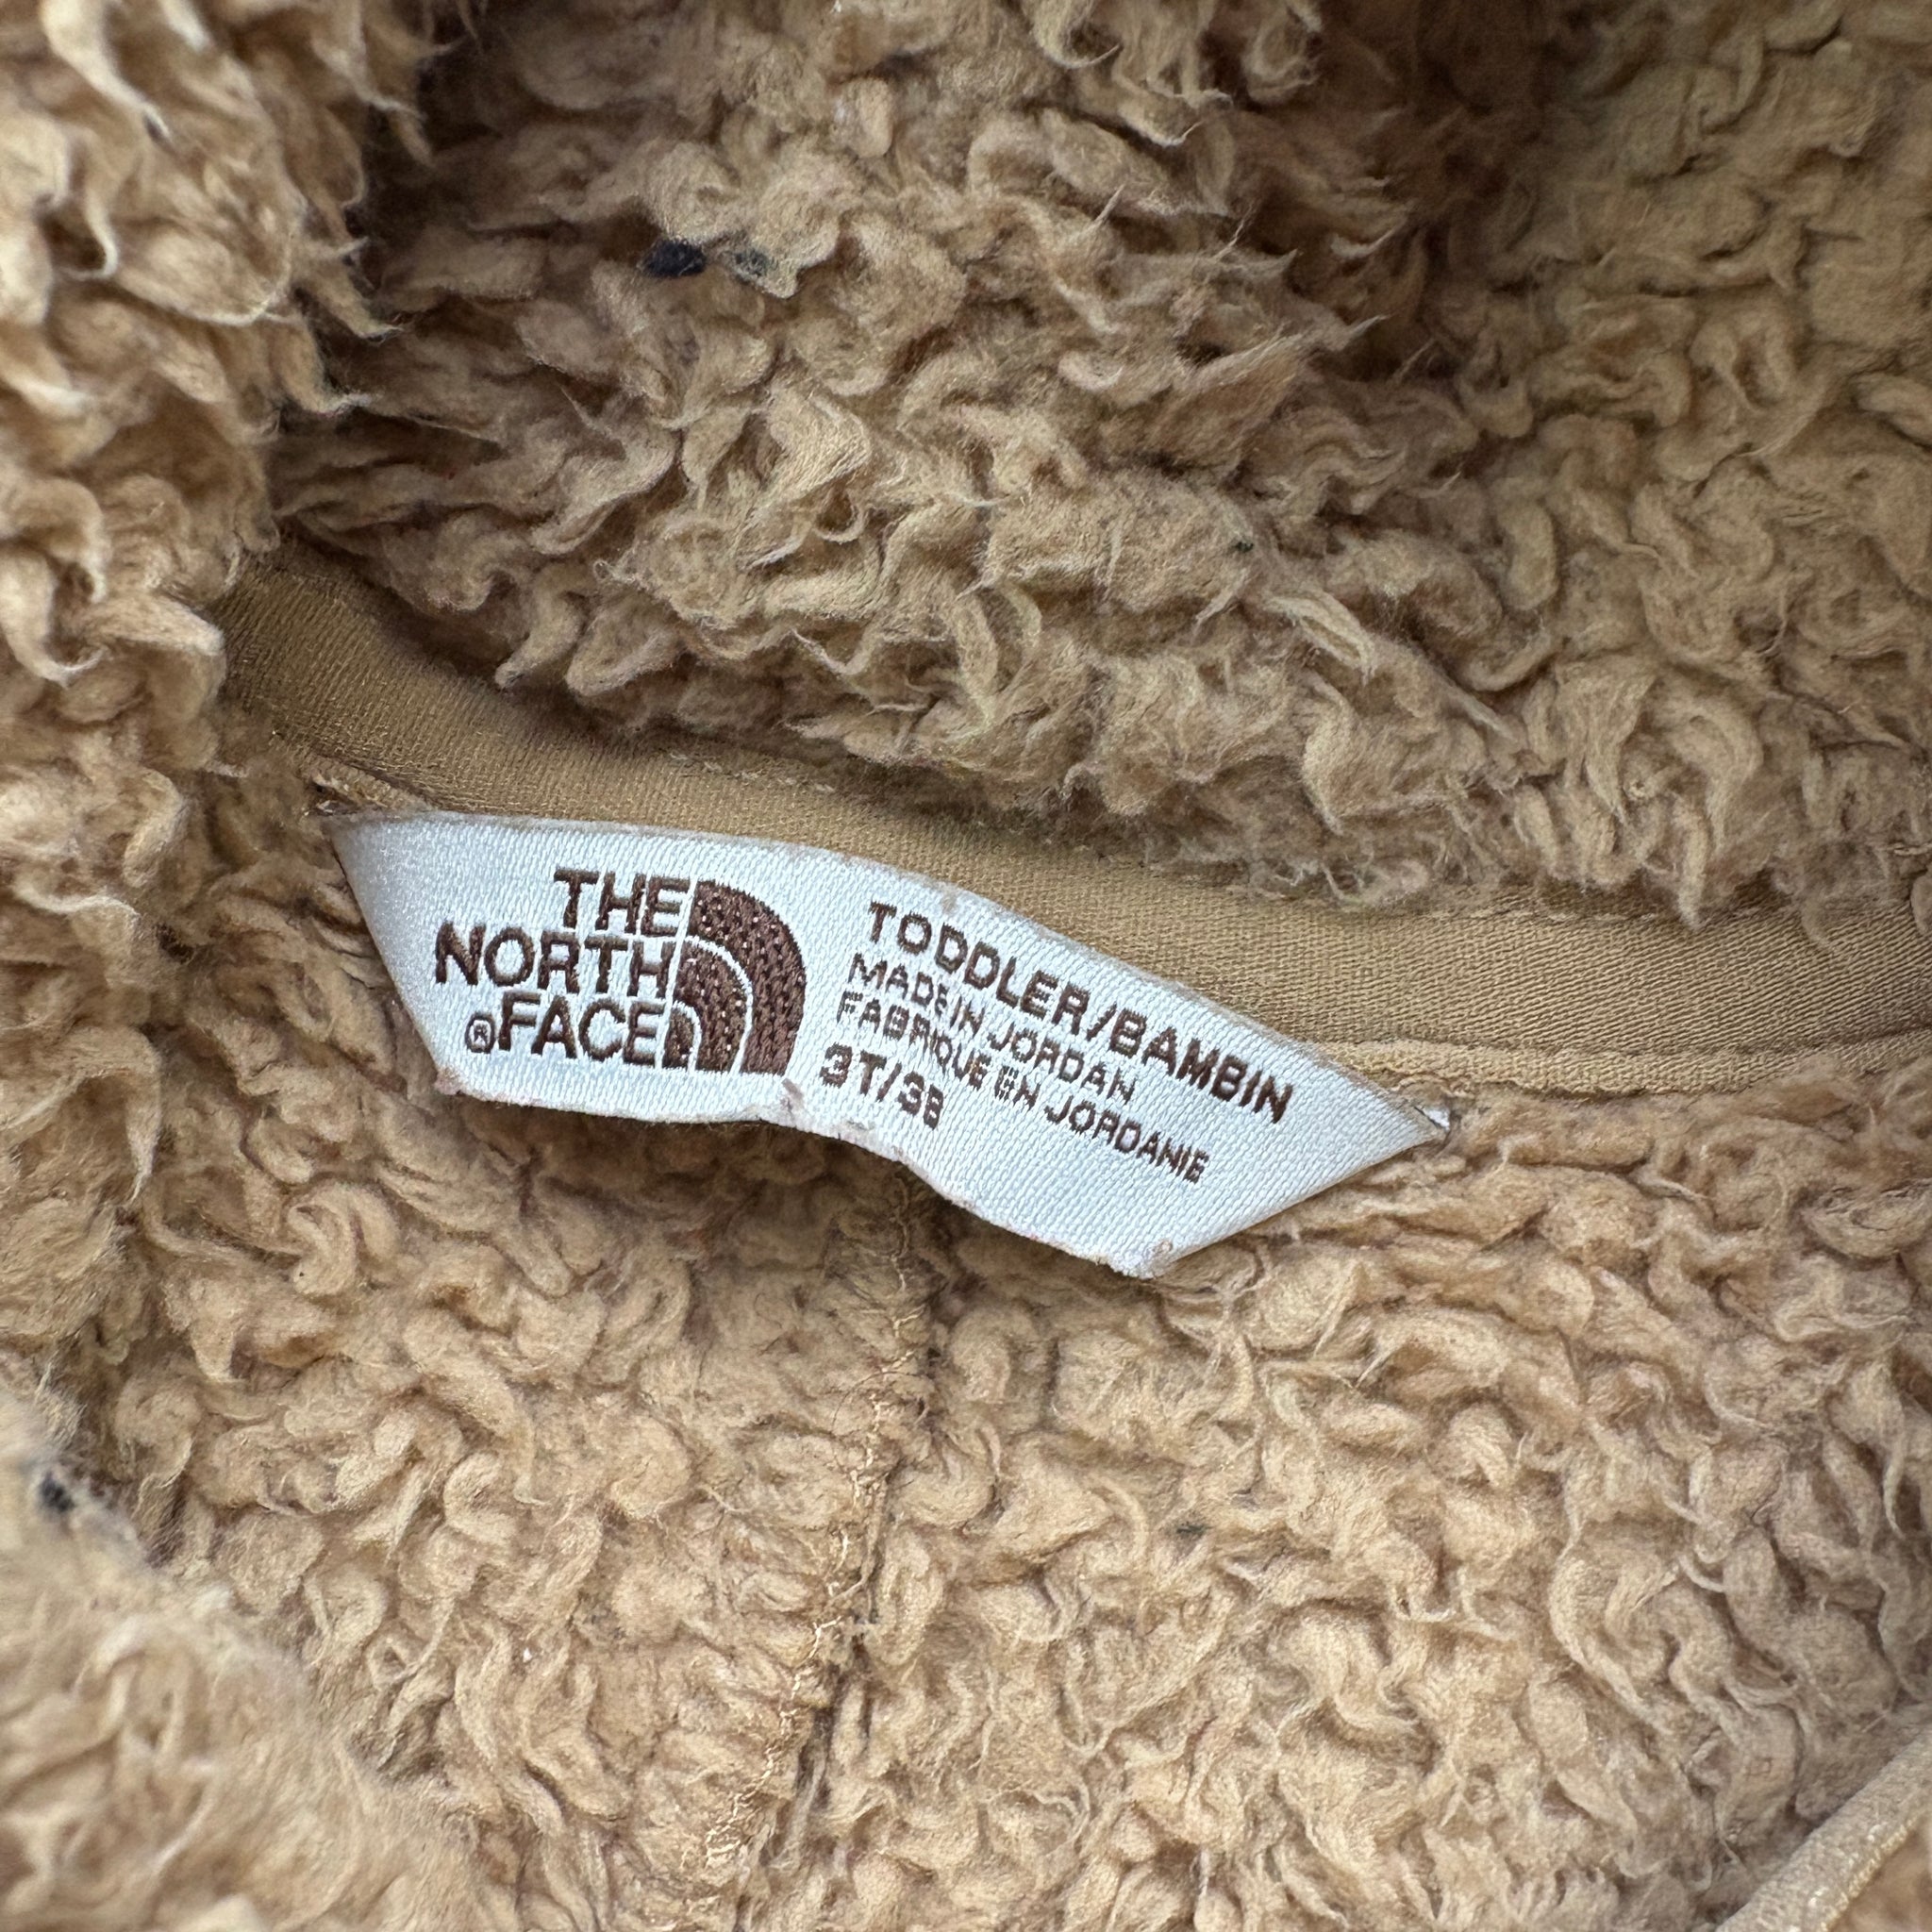 THE
NORTH
®FACE
TODDLER/BAMBIN
MADE IN JORDAN
FABRIQUE EN JORDANIE
3T/3B